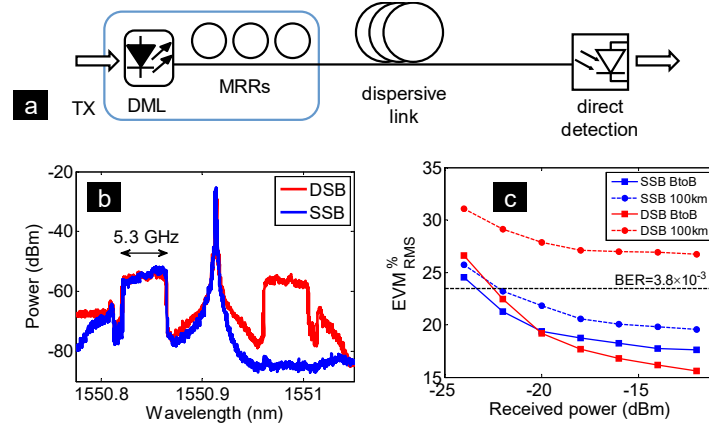 TX
DML
MRRs
dispersive
link
direct
detection
a
b
DSB
SSB
5.3 GHz
-20
-40
-60
-80
Power (dBm)
1550.8
1550.9
1551
Wavelength (nm)
c
SSB BtoB
SSB 100km
DSB BtoB
DSB 100km
BER=3.8×10⁻³
35
30
25
20
15
EVM%RMS
-25
-20
-15
Received power (dBm)